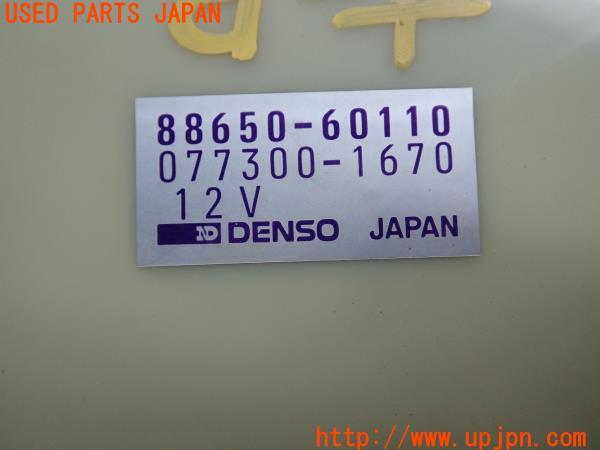 USED PARTS JAPAN
88650-60110
077300-1670
12V
ND DENSO JAPAN
http://www.upjpn.com/